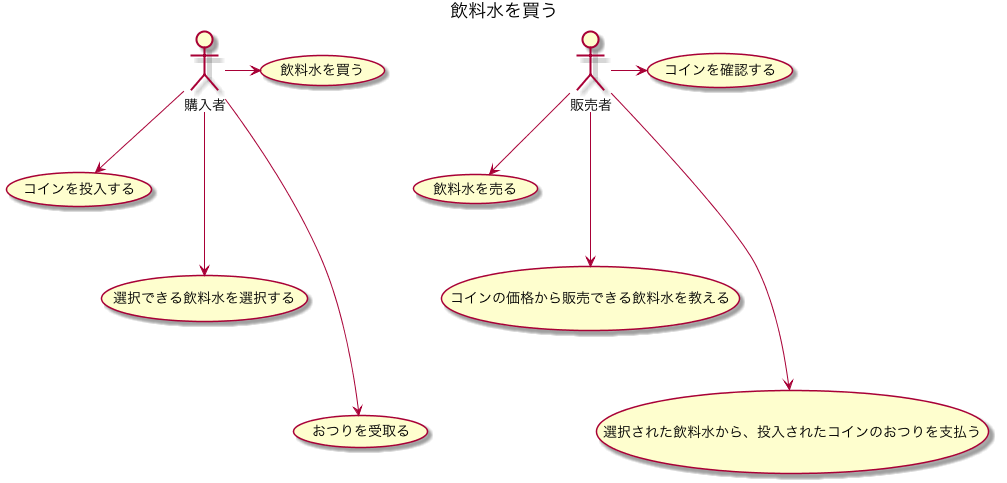 飲料水を買う
購入者
飲料水を買う
コインを投入する
選択できる飲料水を選択する
おつりを受取る
販売者
コインを確認する
飲料水を売る
コインの価格から販売できる飲料水を教える
選択された飲料水から、投入されたコインのおつりを支払う